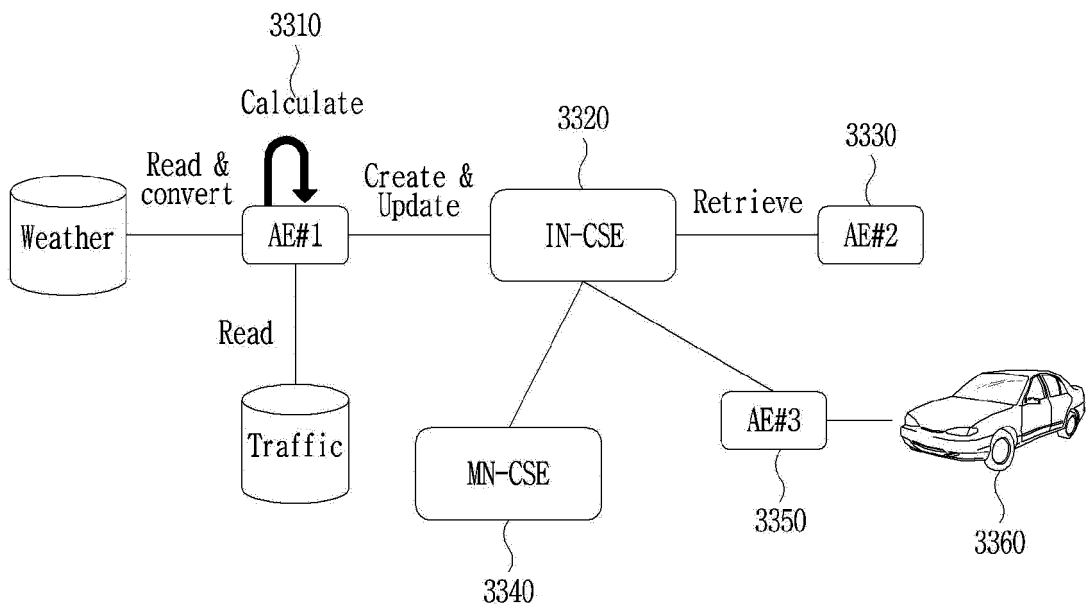 3310
Calculate
3320
3330
Read &
convert
Create &
Update
Retrieve
Weather
AE#1
IN-CSE
AE#2
Read
Traffic
MN-CSE
AE#3
3350
3360
3340